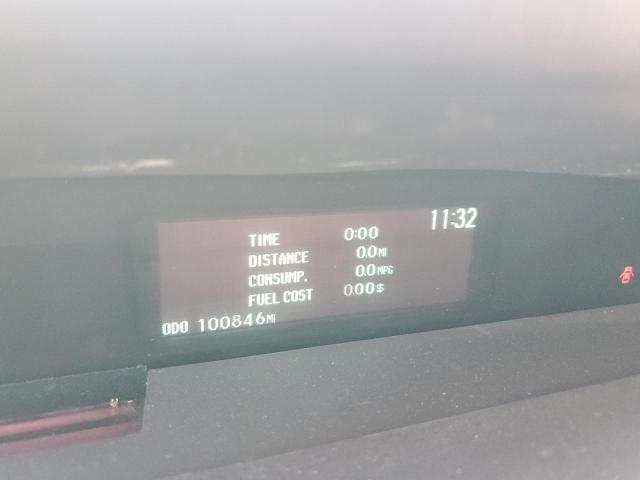 11:32
TIME 0:00
DISTANCE 0.0MI
CONSUMP. 0.0MPG
FUEL COST 0.00$
ODO 100846MI